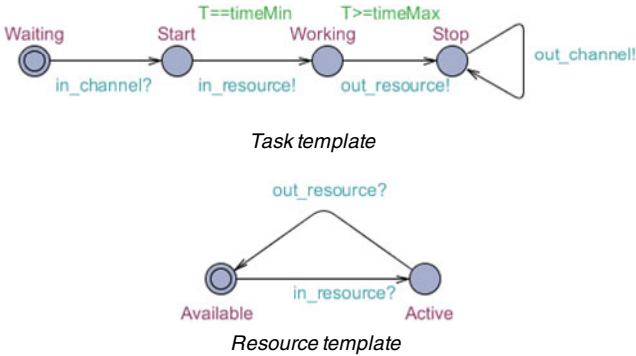 T==timeMin T>=timeMax
Waiting Start Working Stop
in_channel? in_resource! out_resource! out_channel!
Task template
out_resource?
in_resource?
Available Active
Resource template